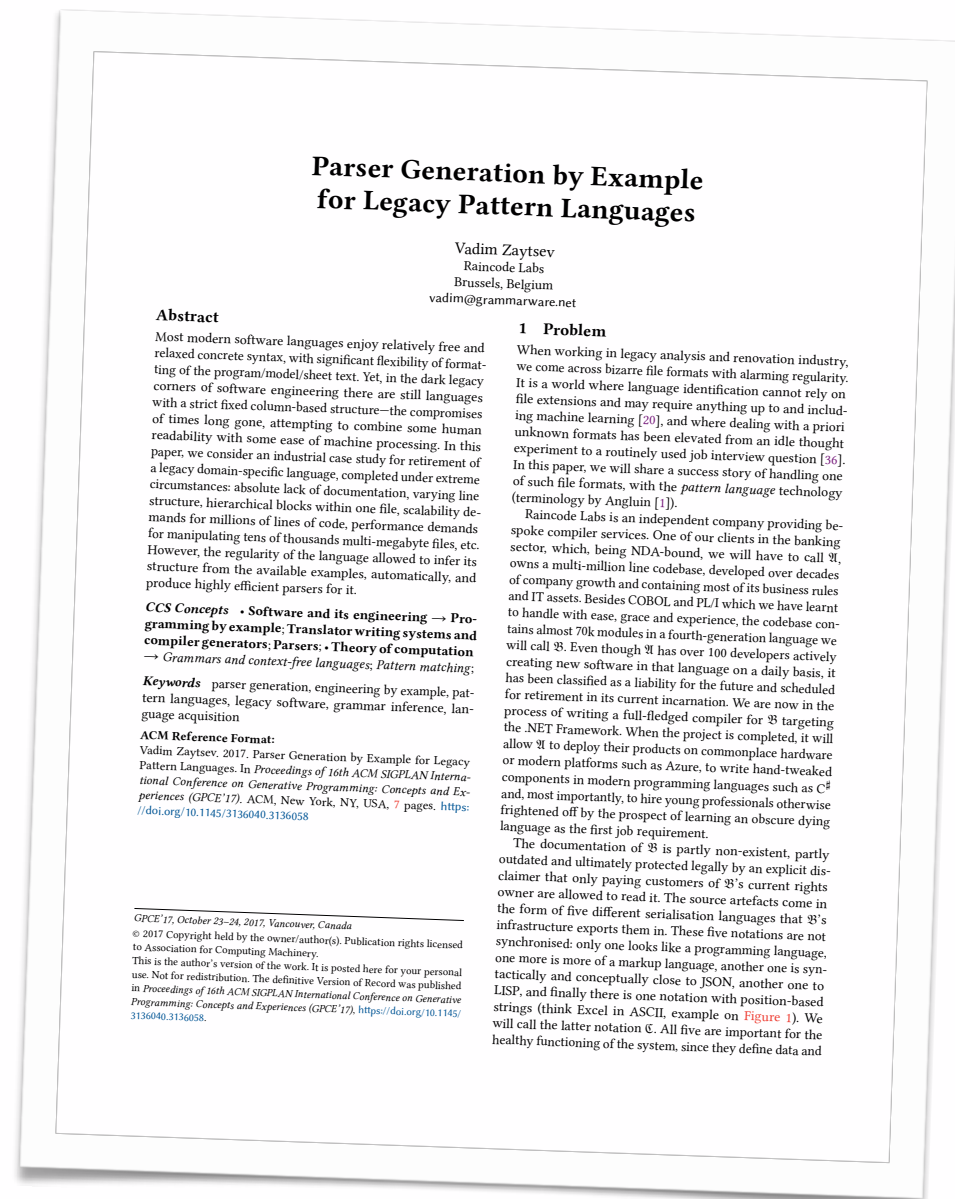 Parser Generation by Example
for Legacy Pattern Languages
Vadim Zaytsev
Raincode Labs
Brussels, Belgium
vadim@grammarware.net
Abstract
Most modern software languages enjoy relatively free and
relaxed concrete syntax, with significant flexibility of format-
ting of the program/model/sheet text. Yet, in the dark legacy
corners of software engineering there are still languages
with a strict fixed column-based structure—the compromises
of times long gone, attempting to combine some human
readability with some ease of machine processing. In this
paper, we consider an industrial case study for retirement of
a legacy domain-specific language, completed under extreme
circumstances: absolute lack of documentation, varying line
structure, hierarchical blocks within one file, scalability de-
mands for millions of lines of code, performance demands
for manipulating tens of thousands multi-megabyte files, etc.
However, the regularity of the language allowed to infer its
structure from the available examples, automatically, and
produce highly efficient parsers for it.
CCS Concepts • Software and its engineering → Pro-
gramming by example; Translator writing systems and
compiler generators; Parsers; • Theory of computation
→ Grammars and context-free languages; Pattern matching;
Keywords parser generation, engineering by example, pat-
tern languages, legacy software, grammar inference, lan-
guage acquisition
ACM Reference Format:
Vadim Zaytsev. 2017. Parser Generation by Example for Legacy
Pattern Languages. In Proceedings of 16th ACM SIGPLAN Interna-
tional Conference on Generative Programming: Concepts and Ex-
periences (GPCE'17). ACM, New York, NY, USA, 7 pages. https:
//doi.org/10.1145/3136040.3136058
GPCE'17, October 23–24, 2017, Vancouver, Canada
© 2017 Copyright held by the owner/author(s). Publication rights licensed
to Association for Computing Machinery.
This is the author's version of the work. It is posted here for your personal
use. Not for redistribution. The definitive Version of Record was published
in Proceedings of 16th ACM SIGPLAN International Conference on Generative
Programming: Concepts and Experiences (GPCE'17), https://doi.org/10.1145/
3136040.3136058.
1 Problem
When working in legacy analysis and renovation industry,
we come across bizarre file formats with alarming regularity.
It is a world where language identification cannot rely on
file extensions and may require anything up to and includ-
ing machine learning [20], and where dealing with a priori
unknown formats has been elevated from an idle thought
experiment to a routinely used job interview question [36].
In this paper, we will share a success story of handling one
of such file formats, with the pattern language technology
(terminology by Angluin [1]).
Raincode Labs is an independent company providing be-
spoke compiler services. One of our clients in the banking
sector, which, being NDA-bound, we will have to call 𝔄,
owns a multi-million line codebase, developed over decades
of company growth and containing most of its business rules
and IT assets. Besides COBOL and PL/I which we have learnt
to handle with ease, grace and experience, the codebase con-
tains almost 70k modules in a fourth-generation language we
will call 𝔅. Even though 𝔄 has over 100 developers actively
creating new software in that language on a daily basis, it
has been classified as a liability for the future and scheduled
for retirement in its current incarnation. We are now in the
process of writing a full-fledged compiler for 𝔅 targeting
the .NET Framework. When the project is completed, it will
allow 𝔄 to deploy their products on commonplace hardware
or modern platforms such as Azure, to write hand-tweaked
components in modern programming languages such as C♯
and, most importantly, to hire young professionals otherwise
frightened off by the prospect of learning an obscure dying
language as the first job requirement.
The documentation of 𝔅 is partly non-existent, partly
outdated and ultimately protected legally by an explicit dis-
claimer that only paying customers of 𝔅's current rights
owner are allowed to read it. The source artefacts come in
the form of five different serialisation languages that 𝔅's
infrastructure exports them in. These five notations are not
synchronised: only one looks like a programming language,
one more is more of a markup language, another one is syn-
tactically and conceptually close to JSON, another one to
LISP, and finally there is one notation with position-based
strings (think Excel in ASCII, example on Figure 1). We
will call the latter notation ℭ. All five are important for the
healthy functioning of the system, since they define data and